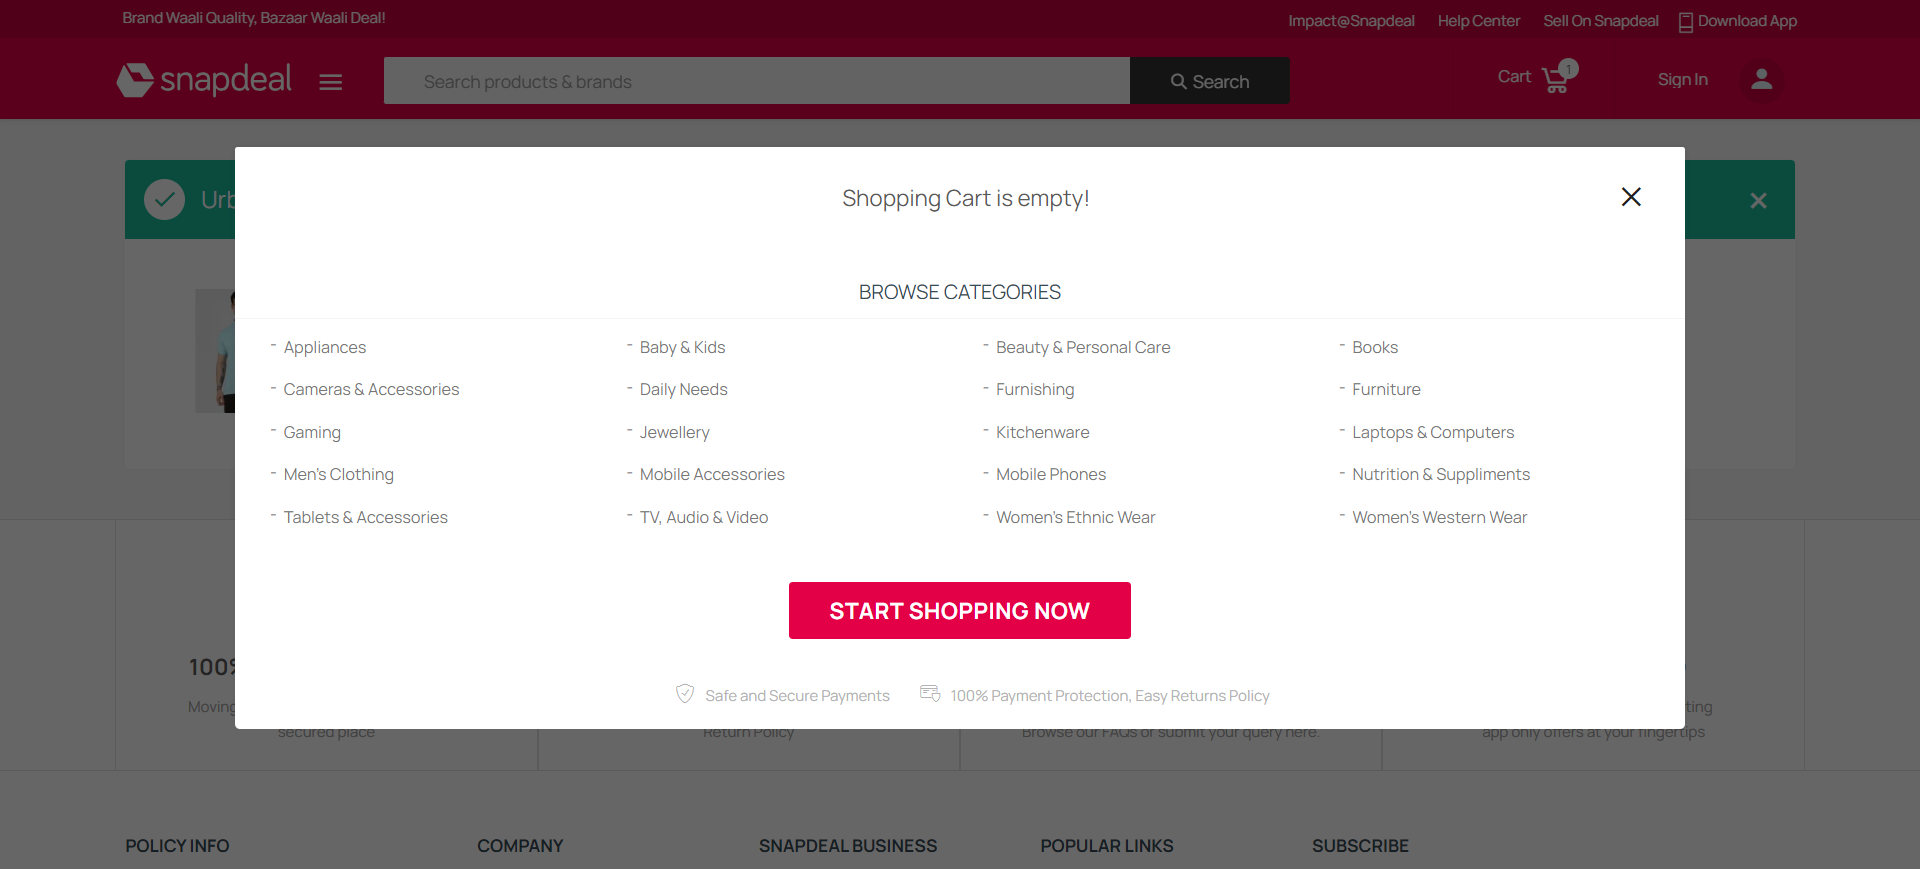 Brand Waali Quality, Bazaar Waali Deal!
Impact@Snapdeal Help Center Sell On Snapdeal Download App
snapdeal Search products & brands Search Cart 1 Sign In
Shopping Cart is empty!
BROWSE CATEGORIES
- Appliances - Baby & Kids - Beauty & Personal Care - Books
- Cameras & Accessories - Daily Needs - Furnishing - Furniture
- Gaming - Jewellery - Kitchenware - Laptops & Computers
- Men's Clothing - Mobile Accessories - Mobile Phones - Nutrition & Suppliments
- Tablets & Accessories - TV, Audio & Video - Women's Ethnic Wear - Women's Western Wear
START SHOPPING NOW
Safe and Secure Payments 100% Payment Protection, Easy Returns Policy
Moving
secured place Return Policy Browse our FAQs or submit your query here. app only offers at your fingertips
POLICY INFO COMPANY SNAPDEAL BUSINESS POPULAR LINKS SUBSCRIBE